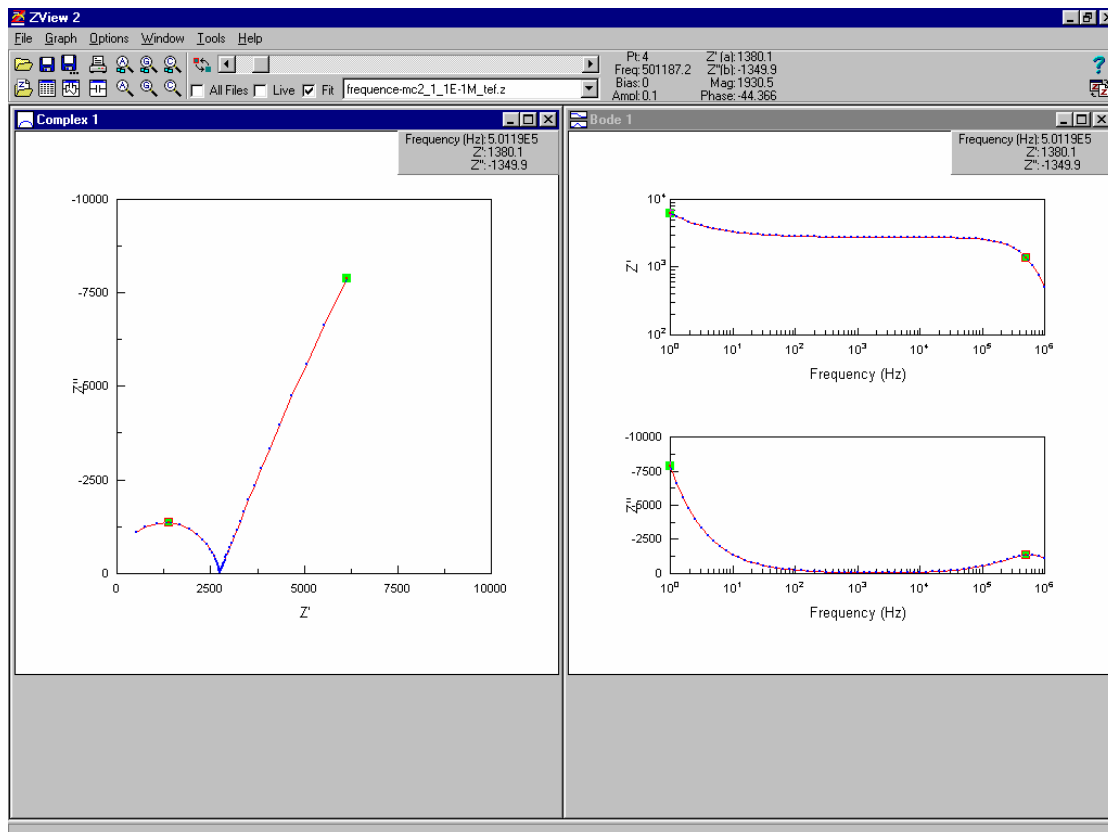 ZView 2
File Graph Options Window Tools Help
Pt: 4 Z' (a): 1380.1
Freq: 501187.2 Z''(b): -1349.9
Bias: 0 Mag: 1930.5
Ampl: 0.1 Phase: -44.366
All Files Live Fit frequence-mc2_1_1E-1M_tef.z
Complex 1
Frequency (Hz): 5.0119E5
Z': 1380.1
Z'': -1349.9
-10000
-7500
-5000
-2500
0
Z''
0 2500 5000 7500 10000
Z'
Bode 1
Frequency (Hz): 5.0119E5
Z': 1380.1
Z'': -1349.9
10⁴
10³
10²
Z'
10⁰ 10¹ 10² 10³ 10⁴ 10⁵ 10⁶
Frequency (Hz)
-10000
-7500
-5000
-2500
0
Z''
10⁰ 10¹ 10² 10³ 10⁴ 10⁵ 10⁶
Frequency (Hz)